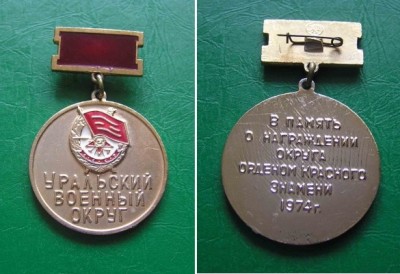 УРАЛЬСКИЙ
ВОЕННЫЙ
ОКРУГ
В ПАМЯТЬ
О НАГРАЖДЕНИИ
ОКРУГА
ОРДЕНОМ КРАСНОГО
ЗНАМЕНИ
1974г.